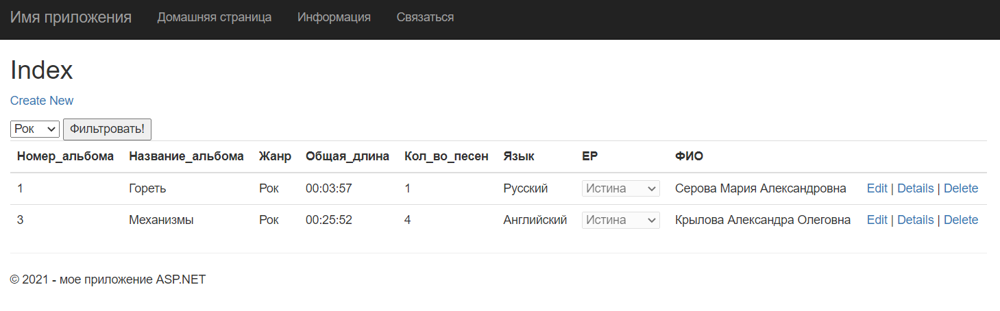 Имя приложения Домашняя страница Информация Связаться
Index
Create New
Рок Фильтровать!
Номер_альбома Название_альбома Жанр Общая_длина Кол_во_песен Язык EP ФИО
1 Гореть Рок 00:03:57 1 Русский Истина Серова Мария Александровна Edit | Details | Delete
3 Механизмы Рок 00:25:52 4 Английский Истина Крылова Александра Олеговна Edit | Details | Delete
© 2021 - мое приложение ASP.NET